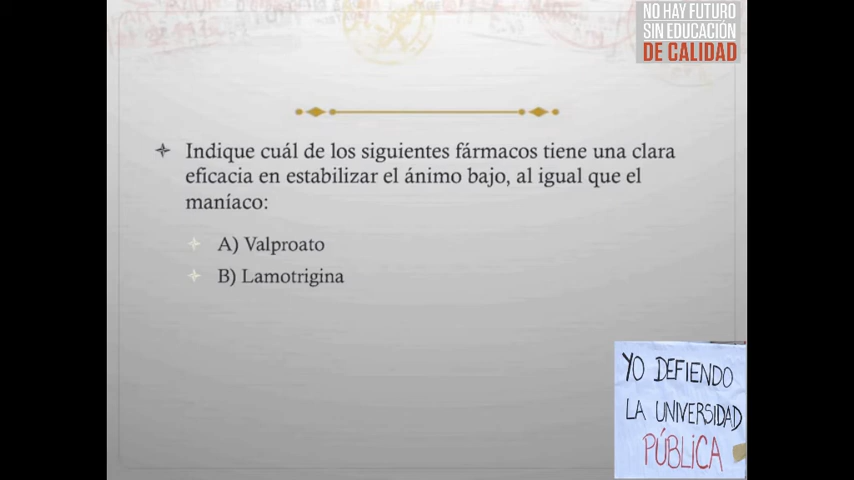 NO HAY FUTURO
SIN EDUCACIÓN
DE CALIDAD
Indique cuál de los siguientes fármacos tiene una clara
eficacia en estabilizar el ánimo bajo, al igual que el
maníaco:
A) Valproato
B) Lamotrigina
YO DEFIENDO
LA UNIVERSIDAD
PÚBLICA